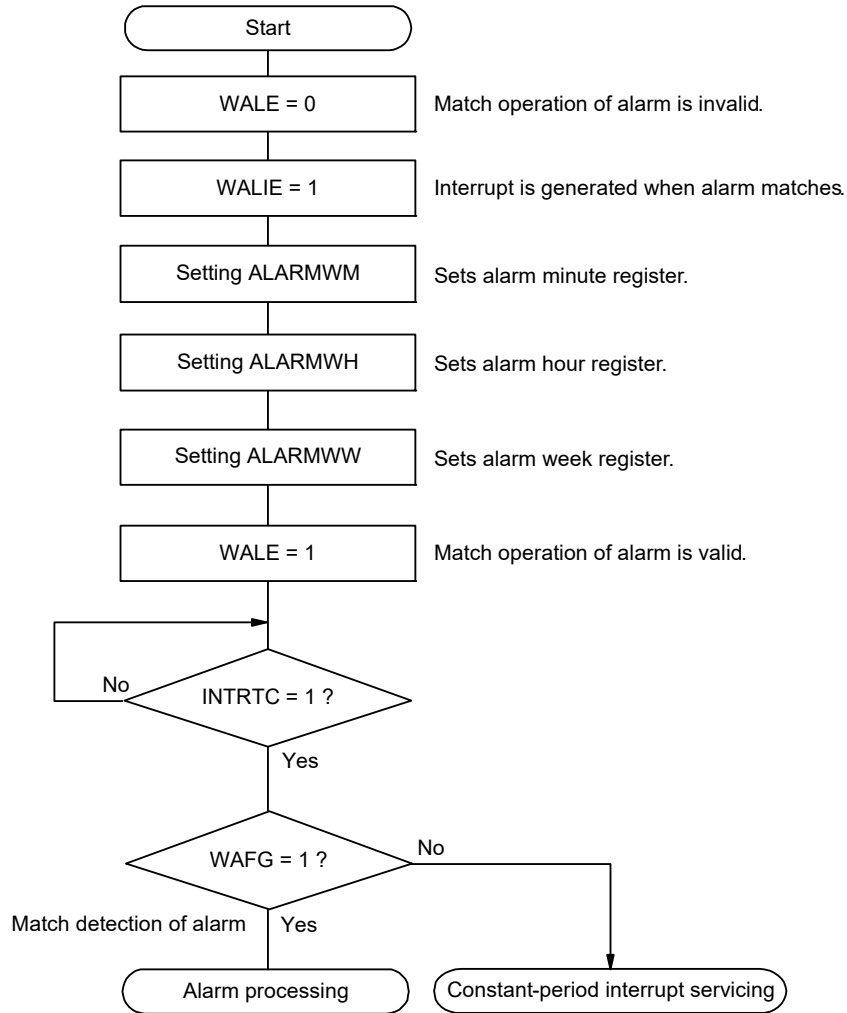 Start
WALE = 0
Match operation of alarm is invalid.
WALIE = 1
Interrupt is generated when alarm matches.
Setting ALARMWM
Sets alarm minute register.
Setting ALARMWH
Sets alarm hour register.
Setting ALARMWW
Sets alarm week register.
WALE = 1
Match operation of alarm is valid.
No
INTRTC = 1 ?
Yes
WAFG = 1 ?
No
Match detection of alarm
Yes
Alarm processing
Constant-period interrupt servicing